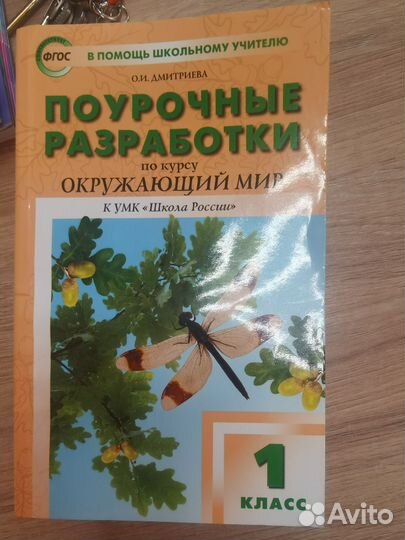 ФГОС
В ПОМОЩЬ ШКОЛЬНОМУ УЧИТЕЛЮ
О.И. ДМИТРИЕВА
ПОУРОЧНЫЕ
РАЗРАБОТКИ
по курсу
ОКРУЖАЮЩИЙ МИР
К УМК «Школа России»
1
КЛАСС
Avito